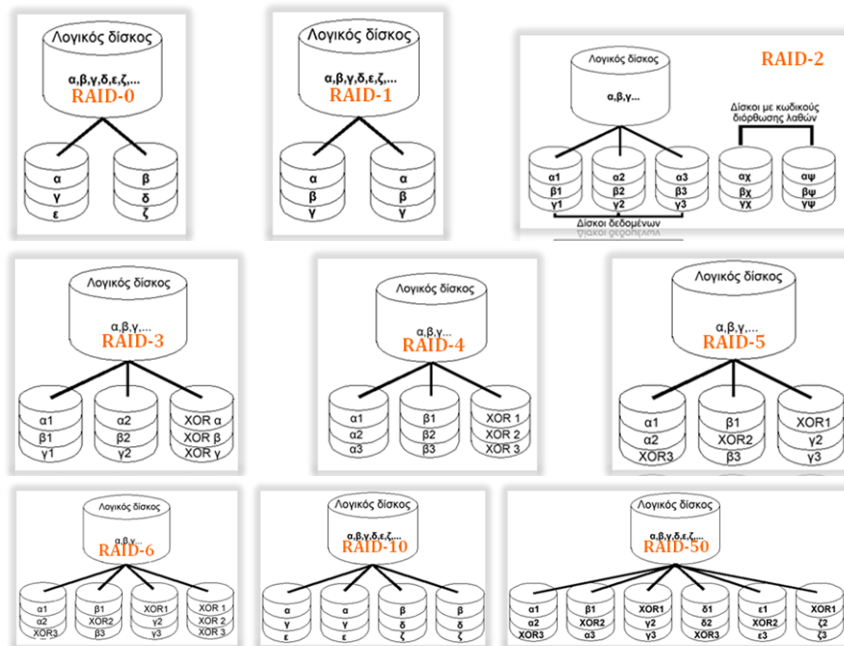 Λογικός δίσκος
α,β,γ,δ,ε,ζ,...
RAID-0
α β
γ δ
ε ζ
Λογικός δίσκος
α,β,γ,δ,ε,ζ,...
RAID-1
α α
β β
γ γ
RAID-2
Λογικός δίσκος
α,β,γ...
Δίσκοι με κωδικούς
διόρθωσης λαθών
α1 α2 α3 αχ αψ
β1 β2 β3 βχ βψ
γ1 γ2 γ3 γχ γψ
Δίσκοι δεδομένων
Λογικός δίσκος
α,β,γ,...
RAID-3
α1 α2 XOR α
β1 β2 XOR β
γ1 γ2 XOR γ
Λογικός δίσκος
α,β,γ...
RAID-4
α1 β1 XOR 1
α2 β2 XOR 2
α3 β3 XOR 3
Λογικός δίσκος
α,β,γ,...
RAID-5
α1 β1 XOR1
α2 XOR2 γ2
XOR3 β3 γ3
Λογικός δίσκος
α,β,γ...
RAID-6
α1 β1 XOR1 XOR 1
α2 XOR2 γ2 XOR 2
XOR3 β3 γ3 XOR 3
Λογικός δίσκος
α,β,γ,δ,ε,ζ,...
RAID-10
α α β β
γ γ δ δ
ε ε ζ ζ
Λογικός δίσκος
α,β,γ,δ,ε,ζ,...
RAID-50
α1 β1 XOR1 δ1 ε1 XOR1
α2 XOR2 γ2 δ2 XOR2 ζ2
XOR3 α3 γ3 XOR3 ε3 ζ3